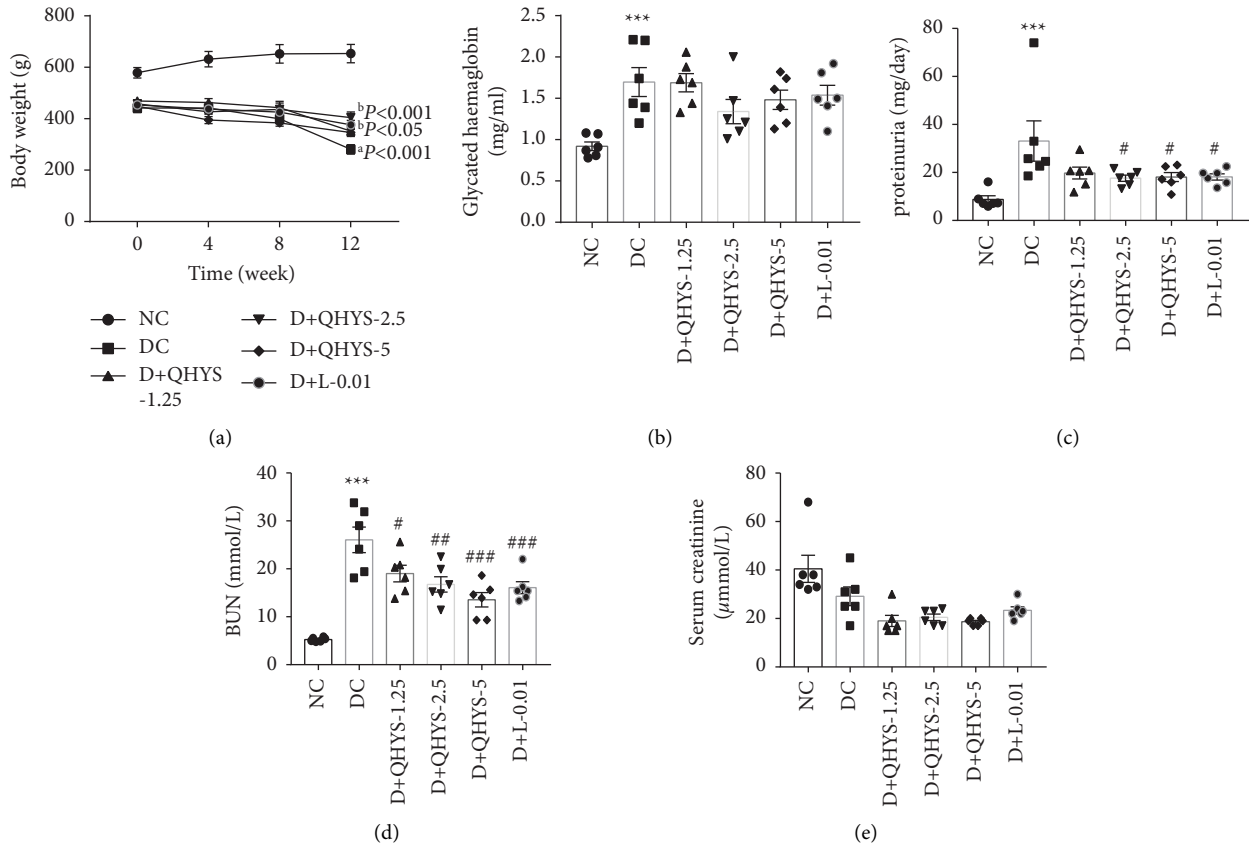 Body weight (g)
800
600
400
200
0
ᵇP<0.001
ᵇP<0.05
ᵃP<0.001
0
4
8
12
Time (week)
NC
DC
D+QHYS
-1.25
D+QHYS-2.5
D+QHYS-5
D+L-0.01
(a)
Glycated haemaglobin
(mg/ml)
2.5
2.0
1.5
1.0
0.5
0.0
***
NC
DC
D+QHYS-1.25
D+QHYS-2.5
D+QHYS-5
D+L-0.01
(b)
proteinuria (mg/day)
80
60
40
20
0
***
#
#
#
NC
DC
D+QHYS-1.25
D+QHYS-2.5
D+QHYS-5
D+L-0.01
(c)
BUN (mmol/L)
40
30
20
10
0
***
#
##
###
###
NC
DC
D+QHYS-1.25
D+QHYS-2.5
D+QHYS-5
D+L-0.01
(d)
Serum creatinine
(μmmol/L)
80
60
40
20
0
NC
DC
D+QHYS-1.25
D+QHYS-2.5
D+QHYS-5
D+L-0.01
(e)